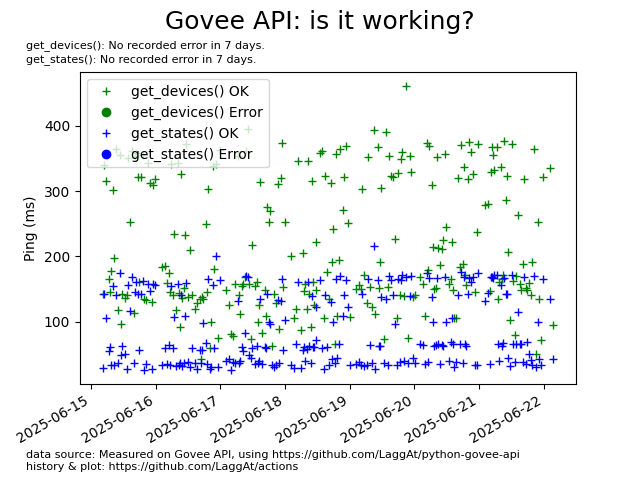 Govee API: is it working?
get_devices(): No recorded error in 7 days.
get_states(): No recorded error in 7 days.
get_devices() OK
get_devices() Error
get_states() OK
get_states() Error
Ping (ms)
400
300
200
100
2025-06-15
2025-06-16
2025-06-17
2025-06-18
2025-06-19
2025-06-20
2025-06-21
2025-06-22
data source: Measured on Govee API, using https://github.com/LaggAt/python-govee-api
history & plot: https://github.com/LaggAt/actions